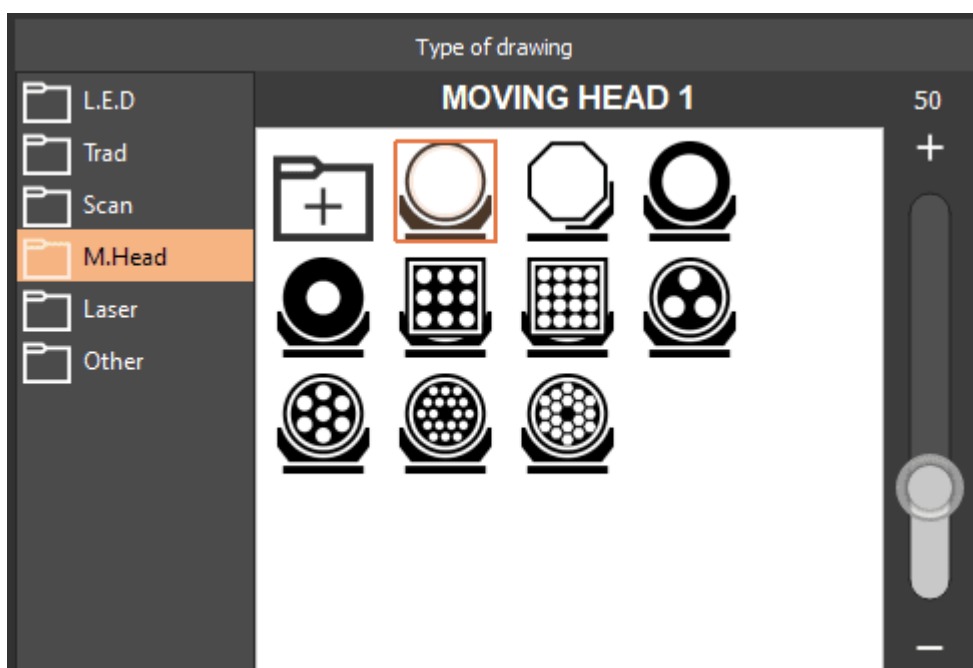 Type of drawing
L.E.D
Trad
Scan
M.Head
Laser
Other
MOVING HEAD 1
50
+
−